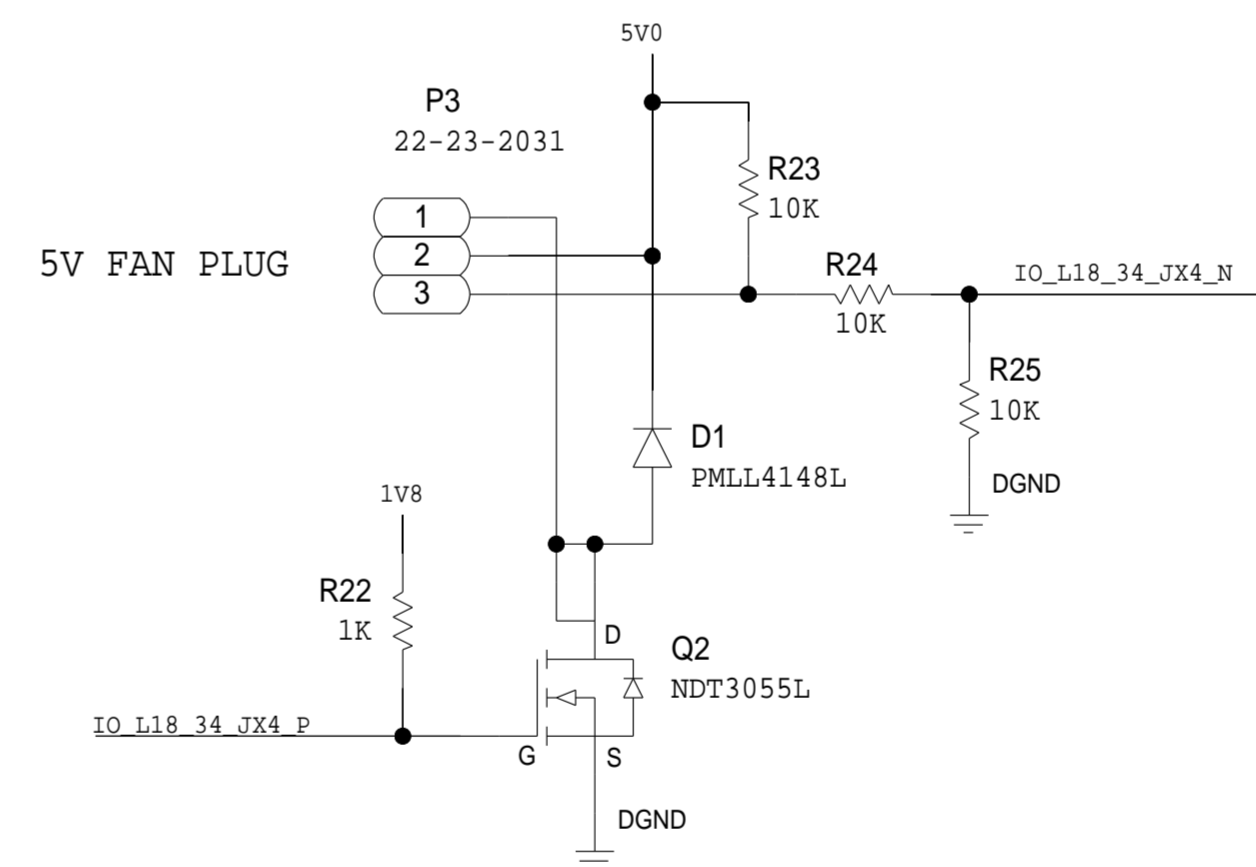 5V0
P3
22-23-2031
R23
10K
1
2
3
5V FAN PLUG
R24
10K
IO_L18_34_JX4_N
R25
10K
DGND
D1
PMLL4148L
1V8
R22
1K
D
Q2
NDT3055L
IO_L18_34_JX4_P
G
S
DGND